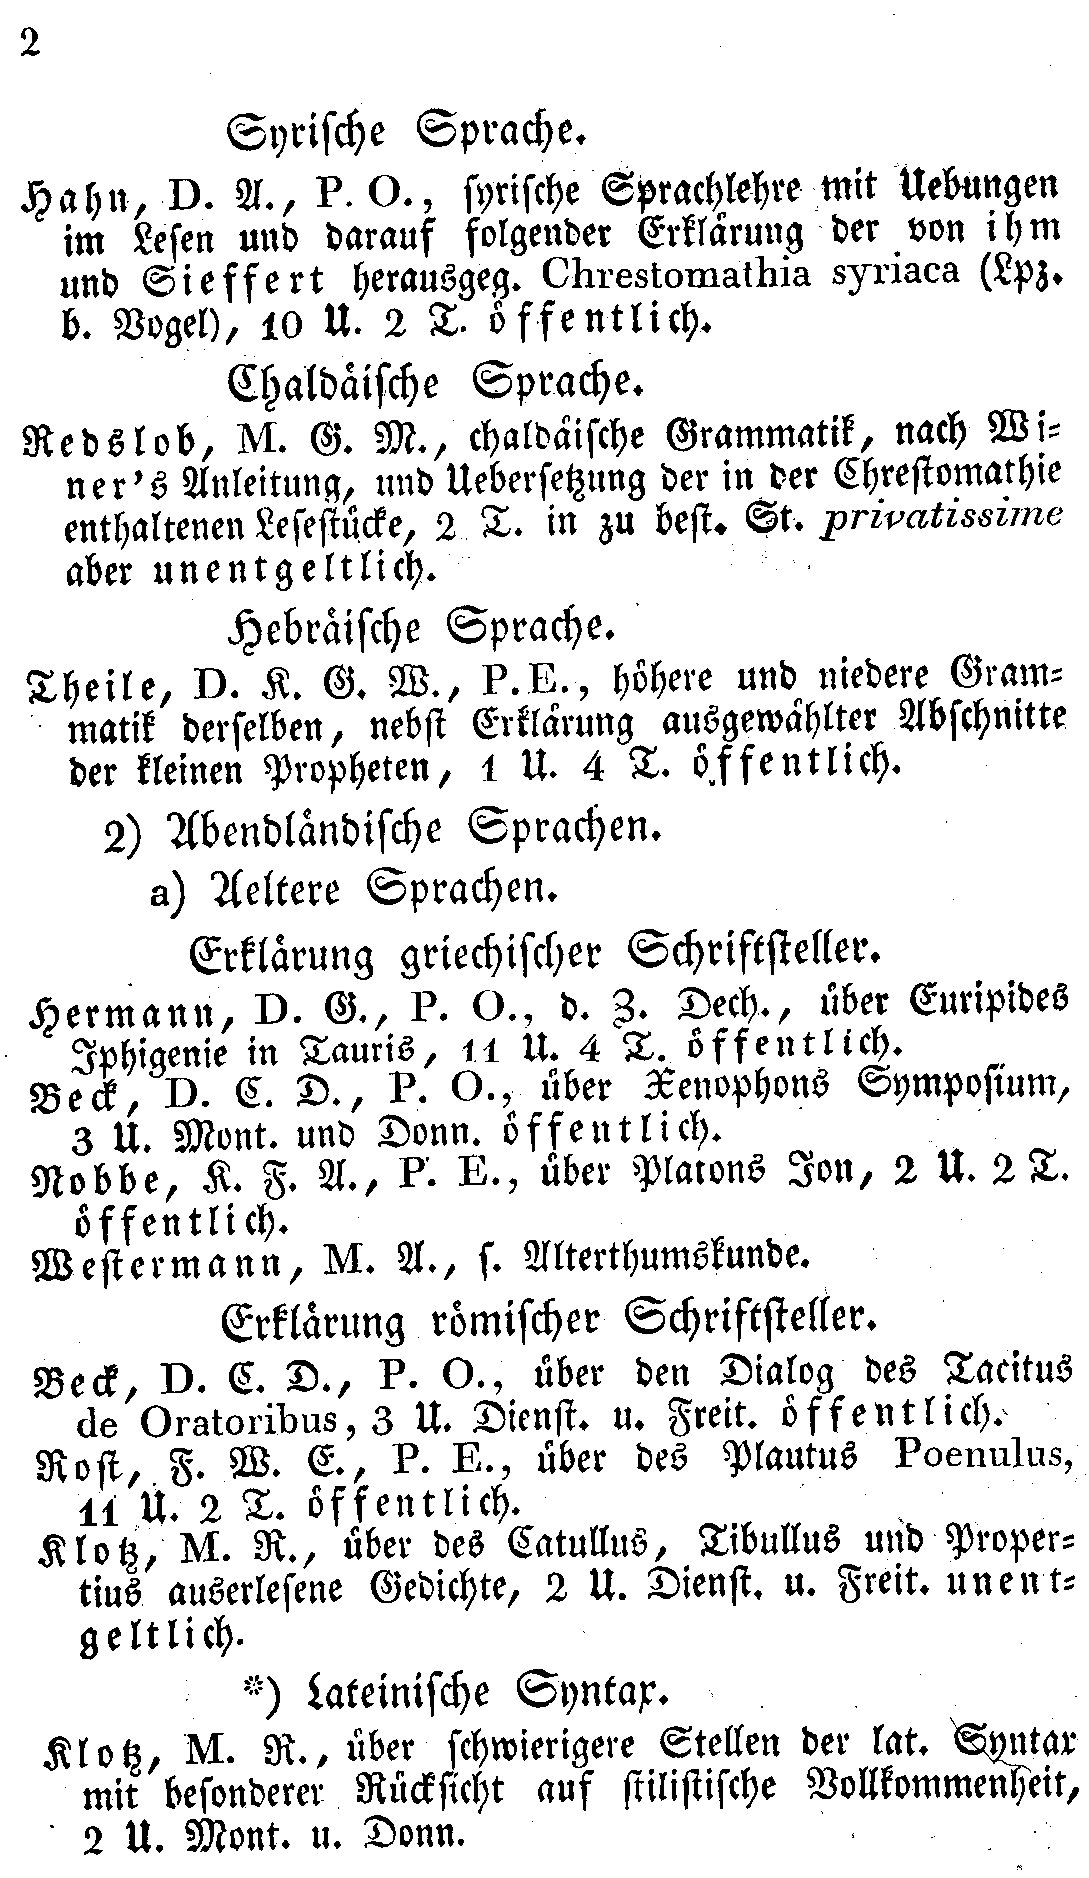 2
Syrische Sprache.
Hahn, D. A., P. O., syrische Sprachlehre mit Uebungen
im Lesen und darauf folgender Erklärung der von ihm
und Sieffert herausgeg. Chrestomathia syriaca (Lpz.
b. Vogel), 10 U. 2 T. öffentlich.
Chaldäische Sprache.
Redslob, M. G. M., chaldäische Grammatik, nach Wi-
ner's Anleitung, und Uebersetzung der in der Chrestomathie
enthaltenen Lesestücke, 2 T. in zu best. St. privatissime
aber unentgeltlich.
Hebräische Sprache.
Theile, D. K. G. W., P. E., höhere und niedere Gram-
matik derselben, nebst Erklärung ausgewählter Abschnitte
der kleinen Propheten, 1 U. 4 T. öffentlich.
2) Abendländische Sprachen.
a) Aeltere Sprachen.
Erklärung griechischer Schriftsteller.
Hermann, D. G., P. O., d. Z. Dech., über Euripides
Iphigenie in Tauris, 11 U. 4 T. öffentlich.
Beck, D. C. D., P. O., über Xenophons Symposium,
3 U. Mont. und Donn. öffentlich.
Nobbe, K. F. A., P. E., über Platons Ion, 2 U. 2 T.
öffentlich.
Westermann, M. A., s. Alterthumskunde.
Erklärung römischer Schriftsteller.
Beck, D. C. D., P. O., über den Dialog des Tacitus
de Oratoribus, 3 U. Dienst. u. Freit. öffentlich.
Rost, F. W. E., P. E., über des Plautus Poenulus,
11 U. 2 T. öffentlich.
Klotz, M. R., über des Catullus, Tibullus und Proper-
tius auserlesene Gedichte, 2 U. Dienst. u. Freit. unent-
geltlich.
*) Lateinische Syntax.
Klotz, M. R., über schwierigere Stellen der lat. Syntax
mit besonderer Rücksicht auf stilistische Vollkommenheit,
2 U. Mont. u. Donn.